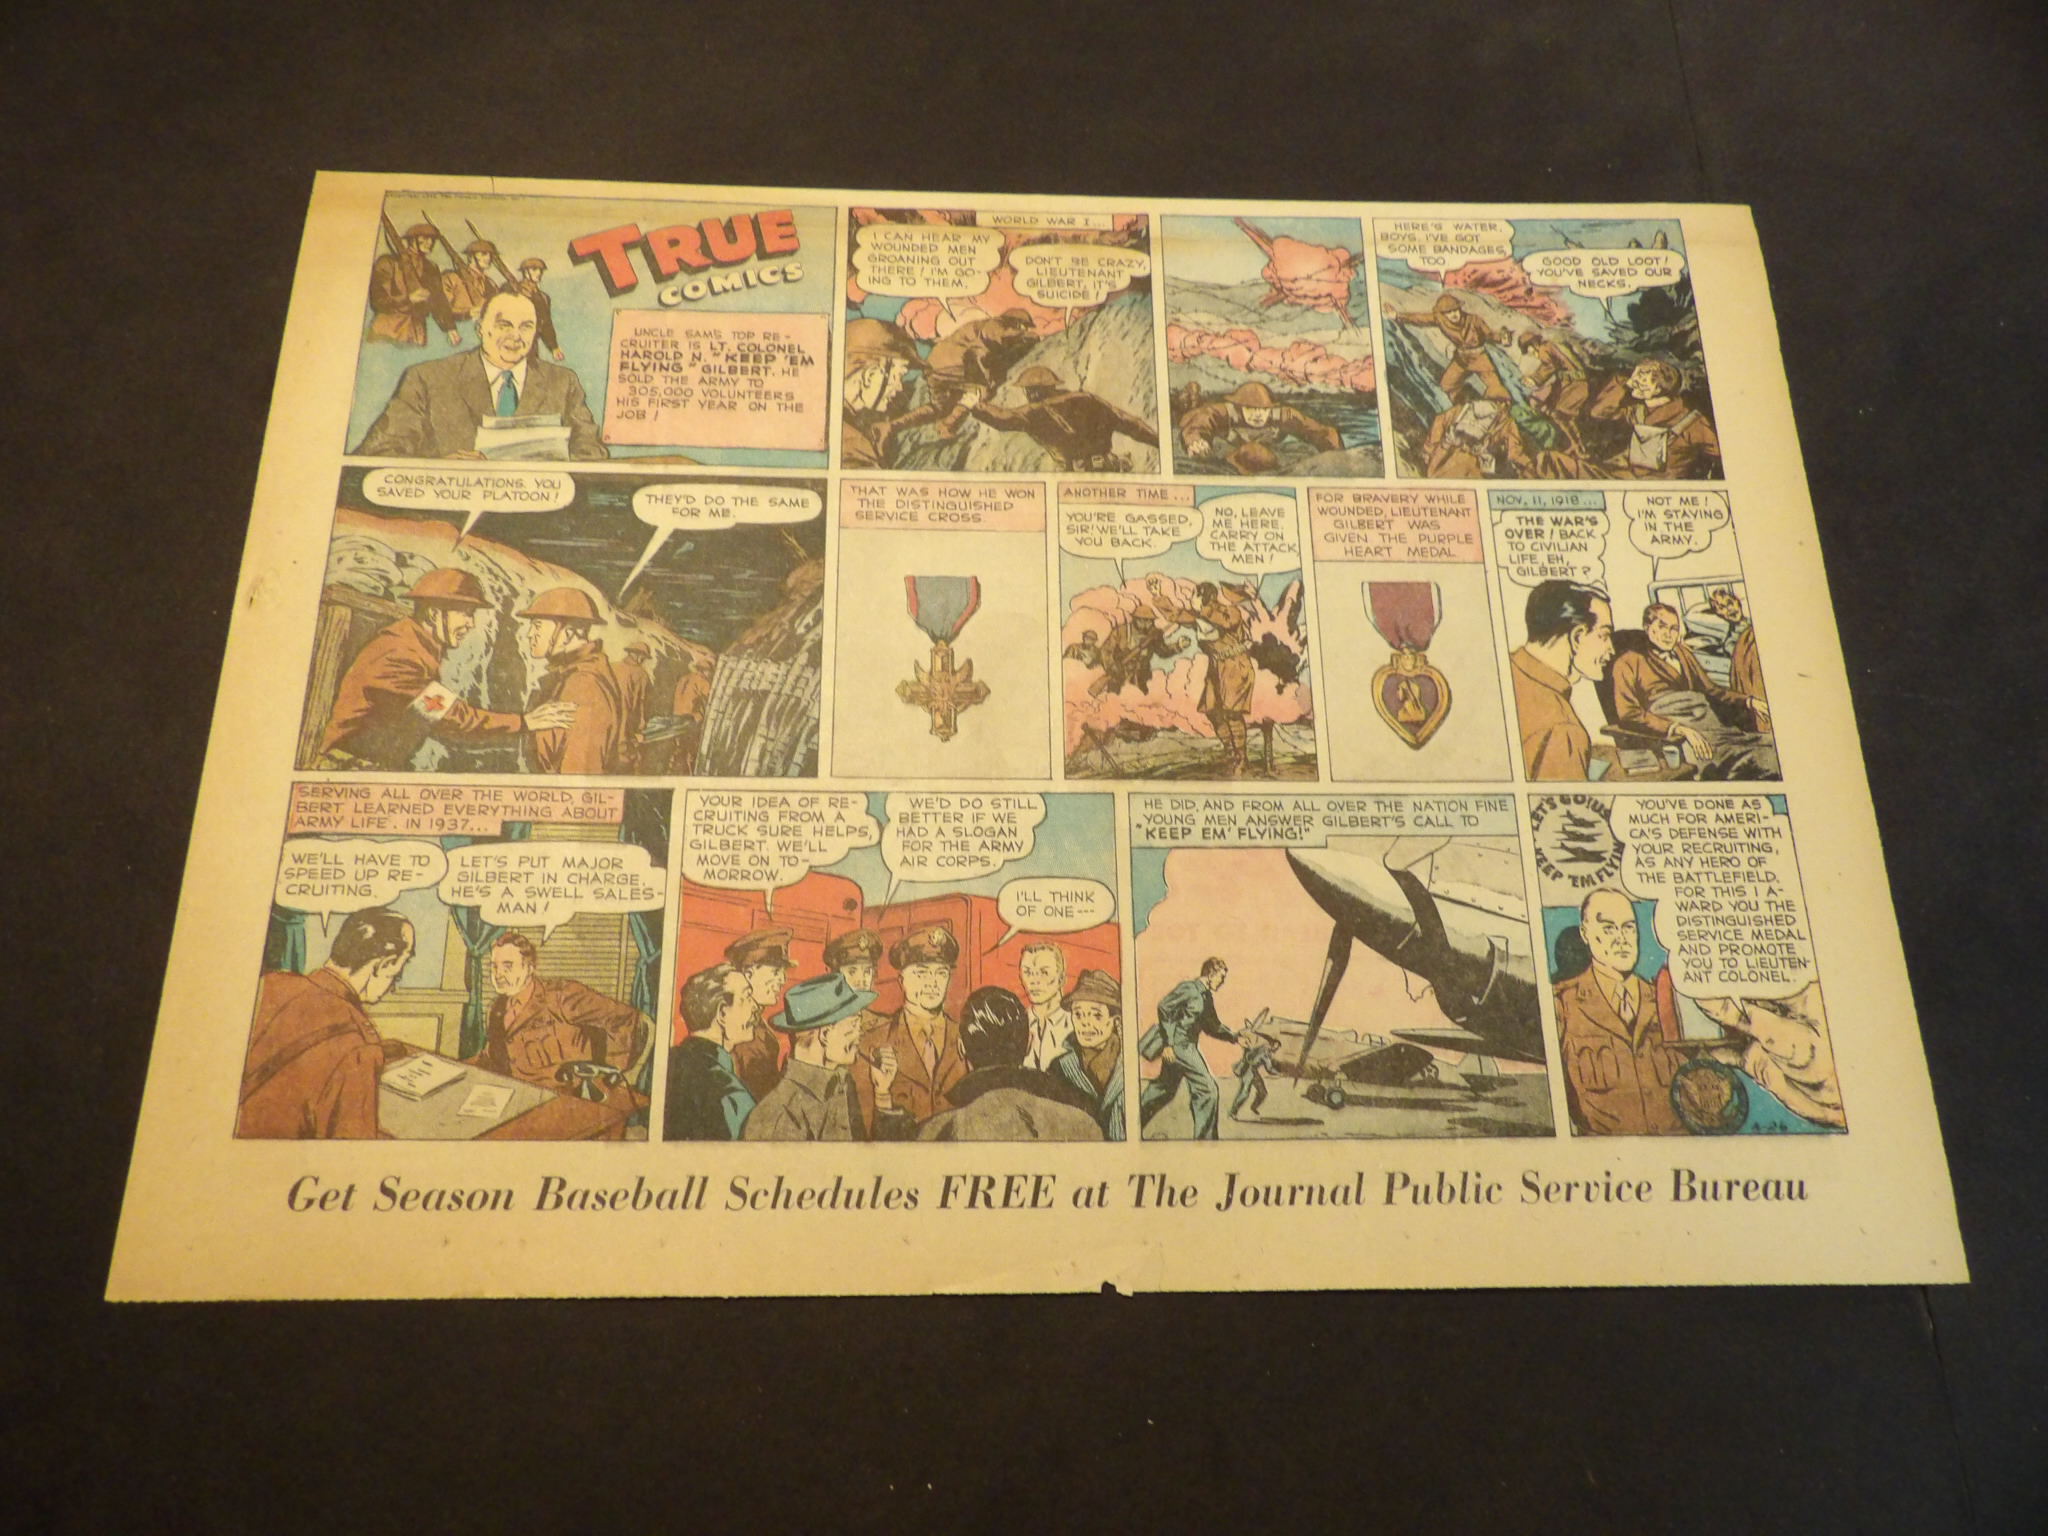 TRUE
COMICS
UNCLE SAM'S TOP RE-
CRUITER IS LT. COLONEL
HAROLD N. "KEEP 'EM
FLYING" GILBERT. HE
SOLD THE ARMY TO
305,000 VOLUNTEERS
HIS FIRST YEAR ON THE
JOB!
WORLD WAR I...
I CAN HEAR MY
WOUNDED MEN
GROANING OUT
THERE! I'M GO-
ING TO THEM.
DON'T BE CRAZY,
LIEUTENANT
GILBERT, IT'S
SUICIDE!
HERE'S WATER,
BOYS. I'VE GOT
SOME BANDAGES,
TOO
GOOD OLD LOOT!
YOU'VE SAVED OUR
NECKS.
CONGRATULATIONS. YOU
SAVED YOUR PLATOON!
THEY'D DO THE SAME
FOR ME.
THAT WAS HOW HE WON
THE DISTINGUISHED
SERVICE CROSS.
ANOTHER TIME...
YOU'RE GASSED,
SIR! WE'LL TAKE
YOU BACK.
NO, LEAVE
ME HERE.
CARRY ON
THE ATTACK,
MEN!
FOR BRAVERY WHILE
WOUNDED, LIEUTENANT
GILBERT WAS
GIVEN THE PURPLE
HEART MEDAL
NOV. 11, 1918...
THE WAR'S
OVER! BACK
TO CIVILIAN
LIFE, EH,
GILBERT?
NOT ME!
I'M STAYING
IN THE
ARMY.
SERVING ALL OVER THE WORLD, GIL-
BERT LEARNED EVERYTHING ABOUT
ARMY LIFE. IN 1937...
WE'LL HAVE TO
SPEED UP RE-
CRUITING.
LET'S PUT MAJOR
GILBERT IN CHARGE.
HE'S A SWELL SALES-
MAN!
YOUR IDEA OF RE-
CRUITING FROM A
TRUCK SURE HELPS,
GILBERT. WE'LL
MOVE ON TO-
MORROW.
WE'D DO STILL
BETTER IF WE
HAD A SLOGAN
FOR THE ARMY
AIR CORPS.
I'LL THINK
OF ONE---
HE DID, AND FROM ALL OVER THE NATION FINE
YOUNG MEN ANSWER GILBERT'S CALL TO
"KEEP EM' FLYING!"
LET'S GO! U.S.
KEEP 'EM FLYING
YOU'VE DONE AS
MUCH FOR AMERI-
CA'S DEFENSE WITH
YOUR RECRUITING,
AS ANY HERO OF
THE BATTLEFIELD.
FOR THIS I A-
WARD YOU THE
DISTINGUISHED
SERVICE MEDAL
AND PROMOTE
YOU TO LIEUTEN-
ANT COLONEL.
4-26
Get Season Baseball Schedules FREE at The Journal Public Service Bureau